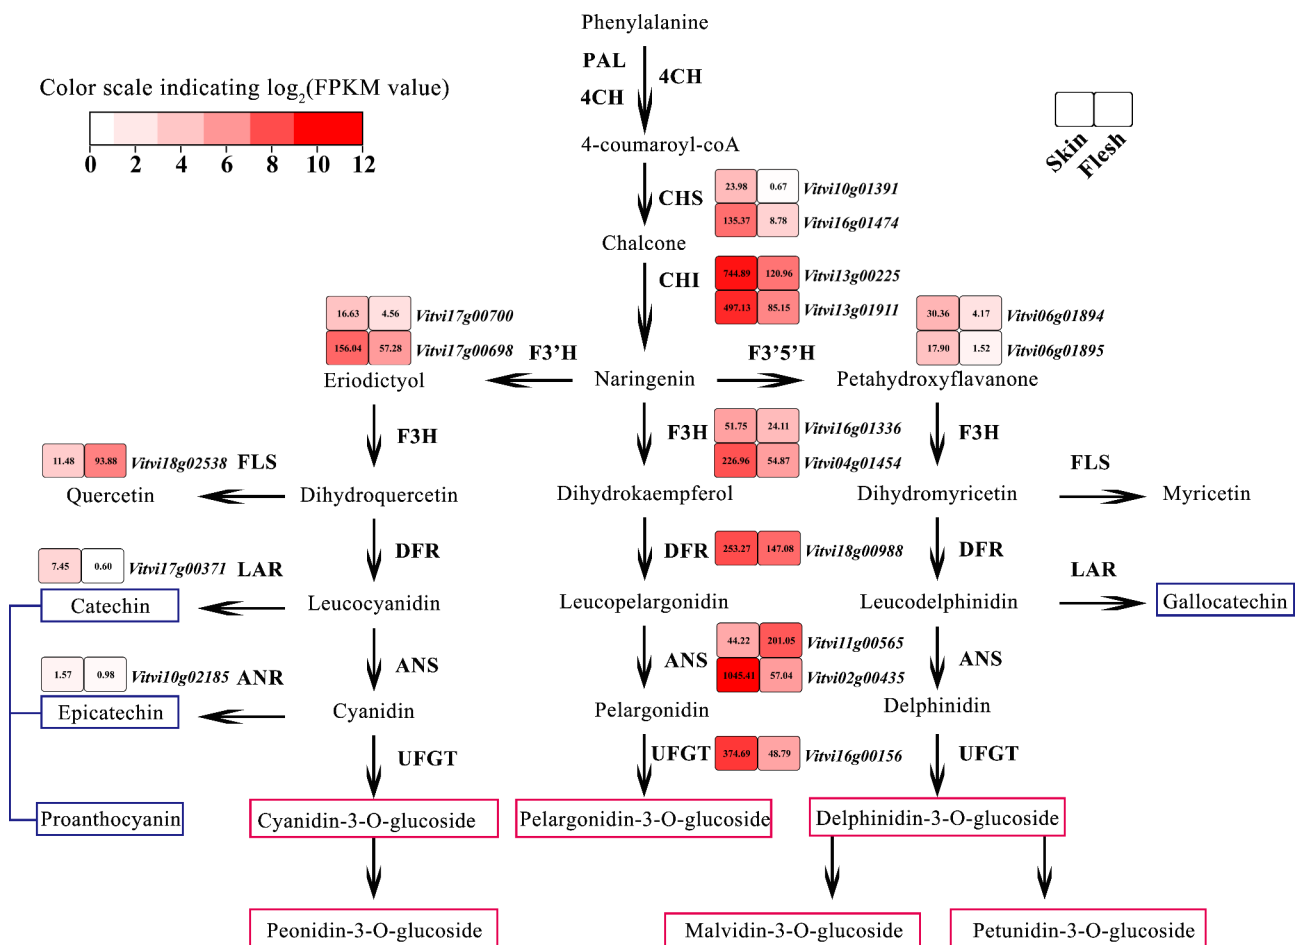 Phenylalanine
PAL
4CH
4CH
Color scale indicating log2(FPKM value)
0 2 4 6 8 10 12
Skin
Flesh
4-coumaroyl-coA
CHS
23.98 0.67 Vitvi10g01391
135.37 8.78 Vitvi16g01474
Chalcone
CHI
744.89 120.96 Vitvi13g00225
497.13 85.15 Vitvi13g01911
16.63 4.56 Vitvi17g00700
156.04 57.28 Vitvi17g00698
30.36 4.17 Vitvi06g01894
17.90 1.52 Vitvi06g01895
F3’H
F3’5’H
Eriodictyol
Naringenin
Petahydroxyflavanone
F3H
F3H
51.75 24.11 Vitvi16g01336
226.96 54.87 Vitvi04g01454
F3H
11.48 93.88 Vitvi18g02538 FLS
FLS
Quercetin
Dihydroquercetin
Dihydrokaempferol
Dihydromyricetin
Myricetin
DFR
DFR
253.27 147.08 Vitvi18g00988
DFR
7.45 0.60 Vitvi17g00371 LAR
LAR
Catechin
Leucocyanidin
Leucopelargonidin
Leucodelphinidin
Gallocatechin
ANS
ANS
44.22 201.05 Vitvi11g00565
1045.41 57.04 Vitvi02g00435
ANS
1.57 0.98 Vitvi10g02185 ANR
Epicatechin
Cyanidin
Pelargonidin
Delphinidin
UFGT
UFGT
374.69 48.79 Vitvi16g00156
UFGT
Proanthocyanin
Cyanidin-3-O-glucoside
Pelargonidin-3-O-glucoside
Delphinidin-3-O-glucoside
Peonidin-3-O-glucoside
Malvidin-3-O-glucoside
Petunidin-3-O-glucoside